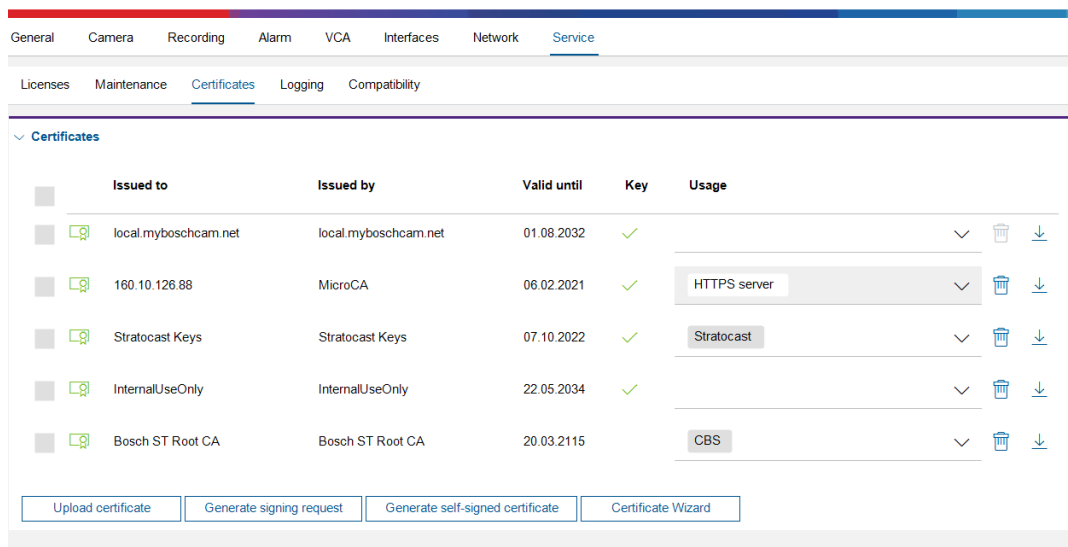 General Camera Recording Alarm VCA Interfaces Network Service
Licenses Maintenance Certificates Logging Compatibility
Certificates
Issued to Issued by Valid until Key Usage
local.myboschcam.net local.myboschcam.net 01.08.2032
160.10.126.88 MicroCA 06.02.2021 HTTPS server
Stratocast Keys Stratocast Keys 07.10.2022 Stratocast
InternalUseOnly InternalUseOnly 22.05.2034
Bosch ST Root CA Bosch ST Root CA 20.03.2115 CBS
Upload certificate Generate signing request Generate self-signed certificate Certificate Wizard